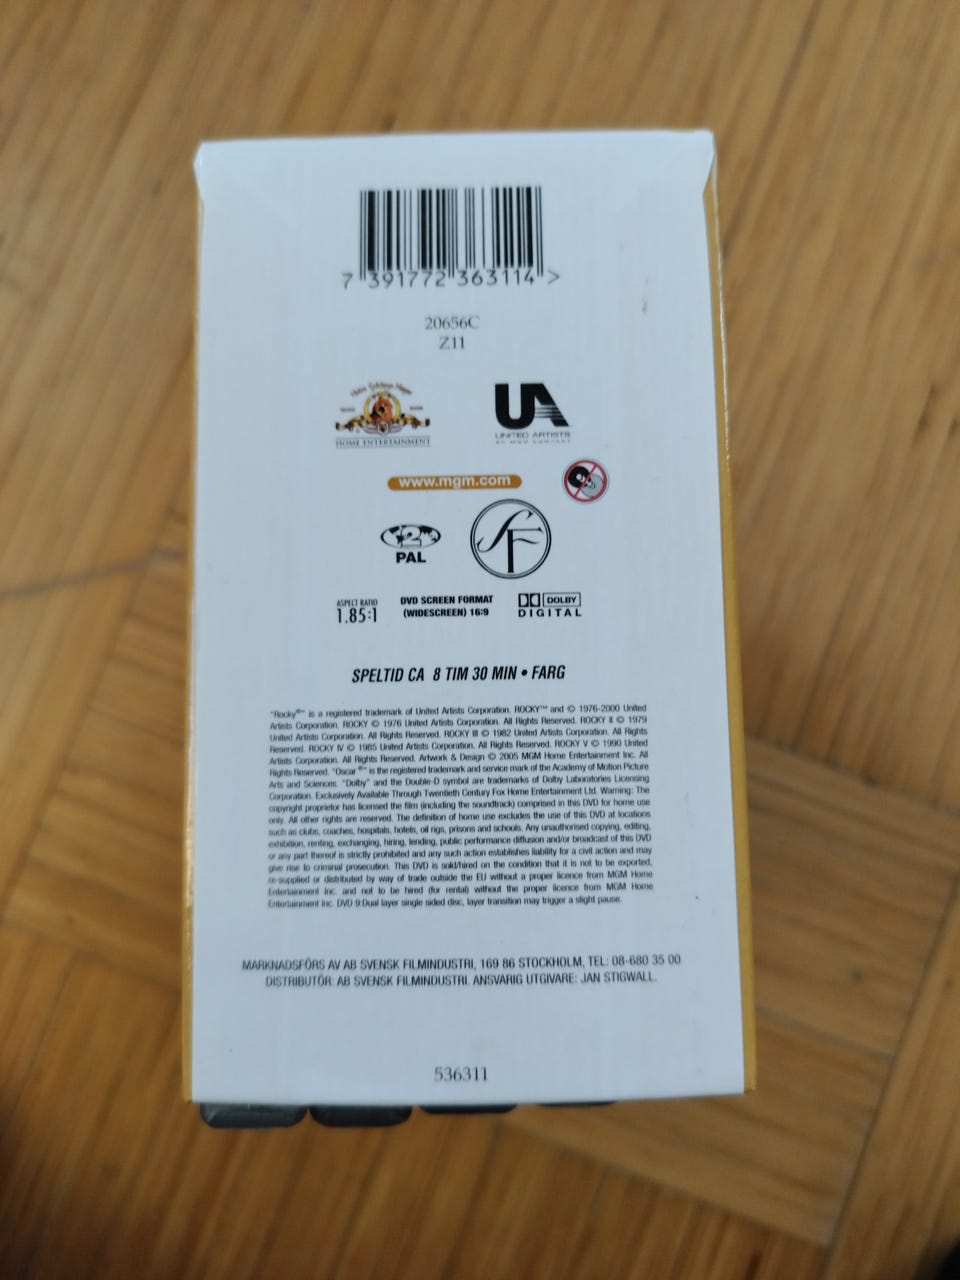 7 391772 363114 >
20656C
Z11
Metro Goldwyn Mayer
HOME ENTERTAINMENT
UA
UNITED ARTISTS
AN MGM COMPANY
www.mgm.com
2
PAL
SF
ASPECT RATIO
1.85:1
DVD SCREEN FORMAT
(WIDESCREEN) 16:9
DOLBY
DIGITAL
SPELTID CA 8 TIM 30 MIN • FARG
"Rocky®" is a registered trademark of United Artists Corporation. ROCKY™ and © 1976-2000 United
Artists Corporation. ROCKY © 1976 United Artists Corporation. All Rights Reserved. ROCKY II © 1979
United Artists Corporation. All Rights Reserved. ROCKY III © 1982 United Artists Corporation. All Rights
Reserved. ROCKY IV © 1985 United Artists Corporation. All Rights Reserved. ROCKY V © 1990 United
Artists Corporation. All Rights Reserved. Artwork & Design © 2005 MGM Home Entertainment Inc. All
Rights Reserved. "Oscar®" is the registered trademark and service mark of the Academy of Motion Picture
Arts and Sciences. "Dolby" and the Double-D symbol are trademarks of Dolby Laboratories Licensing
Corporation. Exclusively Available Through Twentieth Century Fox Home Entertainment Ltd. Warning: The
copyright proprietor has licensed the film (including the soundtrack) comprised in this DVD for home use
only. All other rights are reserved. The definition of home use excludes the use of this DVD at locations
such as clubs, coaches, hospitals, hotels, oil rigs, prisons and schools. Any unauthorised copying, editing,
exhibition, renting, exchanging, hiring, lending, public performance diffusion and/or broadcast of this DVD
or any part thereof is strictly prohibited and any such action establishes liability for a civil action and may
give rise to criminal prosecution. This DVD is sold/hired on the condition that it is not to be exported,
re-supplied or distributed by way of trade outside the EU without a proper licence from MGM Home
Entertainment Inc. and not to be hired (for rental) without the proper licence from MGM Home
Entertainment Inc. DVD 9:Dual layer single sided disc, layer transition may trigger a slight pause.
MARKNADSFÖRS AV AB SVENSK FILMINDUSTRI, 169 86 STOCKHOLM, TEL: 08-680 35 00
DISTRIBUTÖR: AB SVENSK FILMINDUSTRI. ANSVARIG UTGIVARE: JAN STIGWALL.
536311